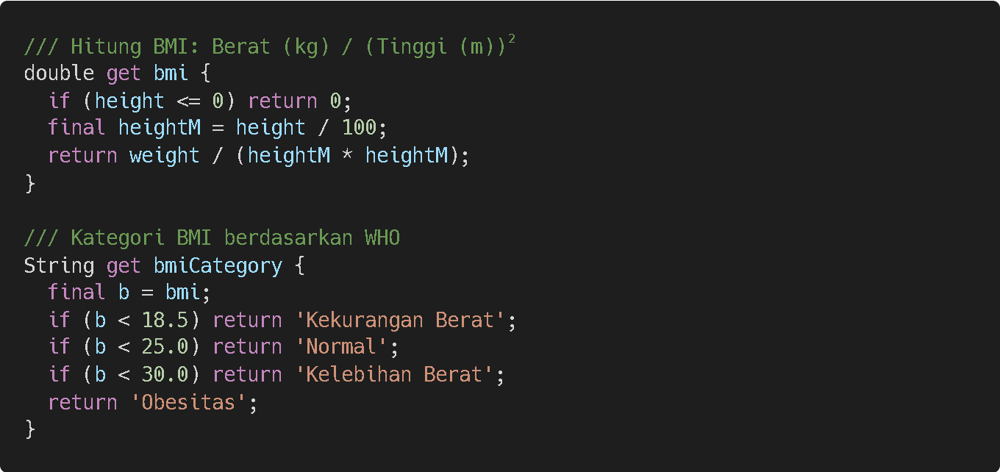 /// Hitung BMI: Berat (kg) / (Tinggi (m))²
double get bmi {
  if (height <= 0) return 0;
  final heightM = height / 100;
  return weight / (heightM * heightM);
}

/// Kategori BMI berdasarkan WHO
String get bmiCategory {
  final b = bmi;
  if (b < 18.5) return 'Kekurangan Berat';
  if (b < 25.0) return 'Normal';
  if (b < 30.0) return 'Kelebihan Berat';
  return 'Obesitas';
}